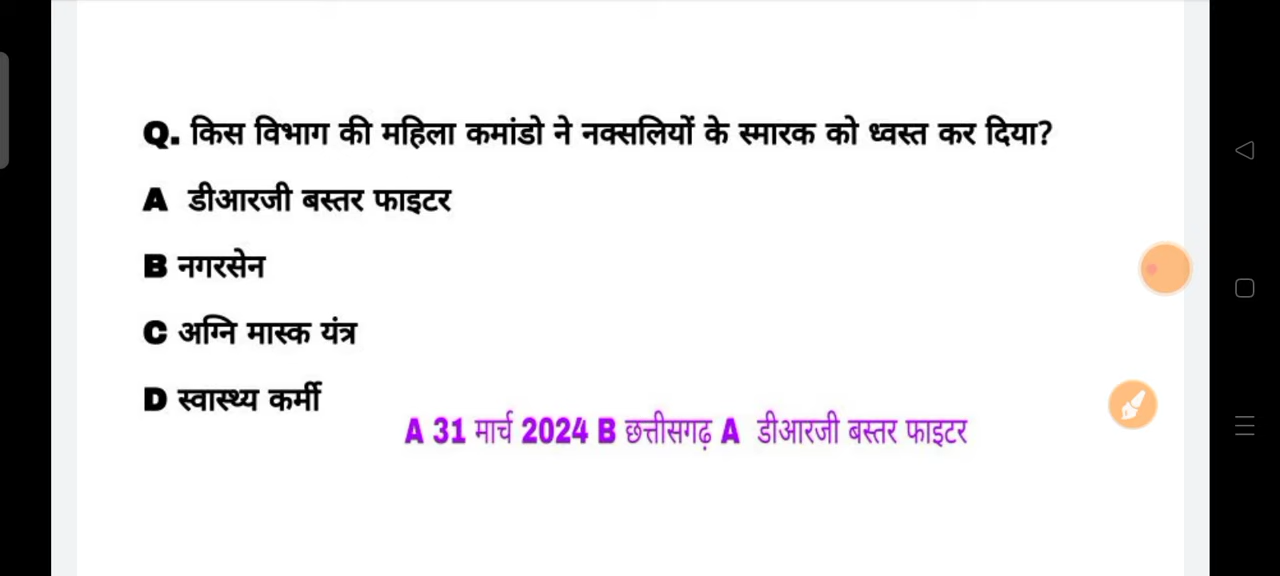 Q. किस विभाग की महिला कमांडो ने नक्सलियों के स्मारक को ध्वस्त कर दिया?
A डीआरजी बस्तर फाइटर
B नगरसेन
C अग्नि मास्क यंत्र
D स्वास्थ्य कर्मी
A 31 मार्च 2024 B छत्तीसगढ़ A डीआरजी बस्तर फाइटर